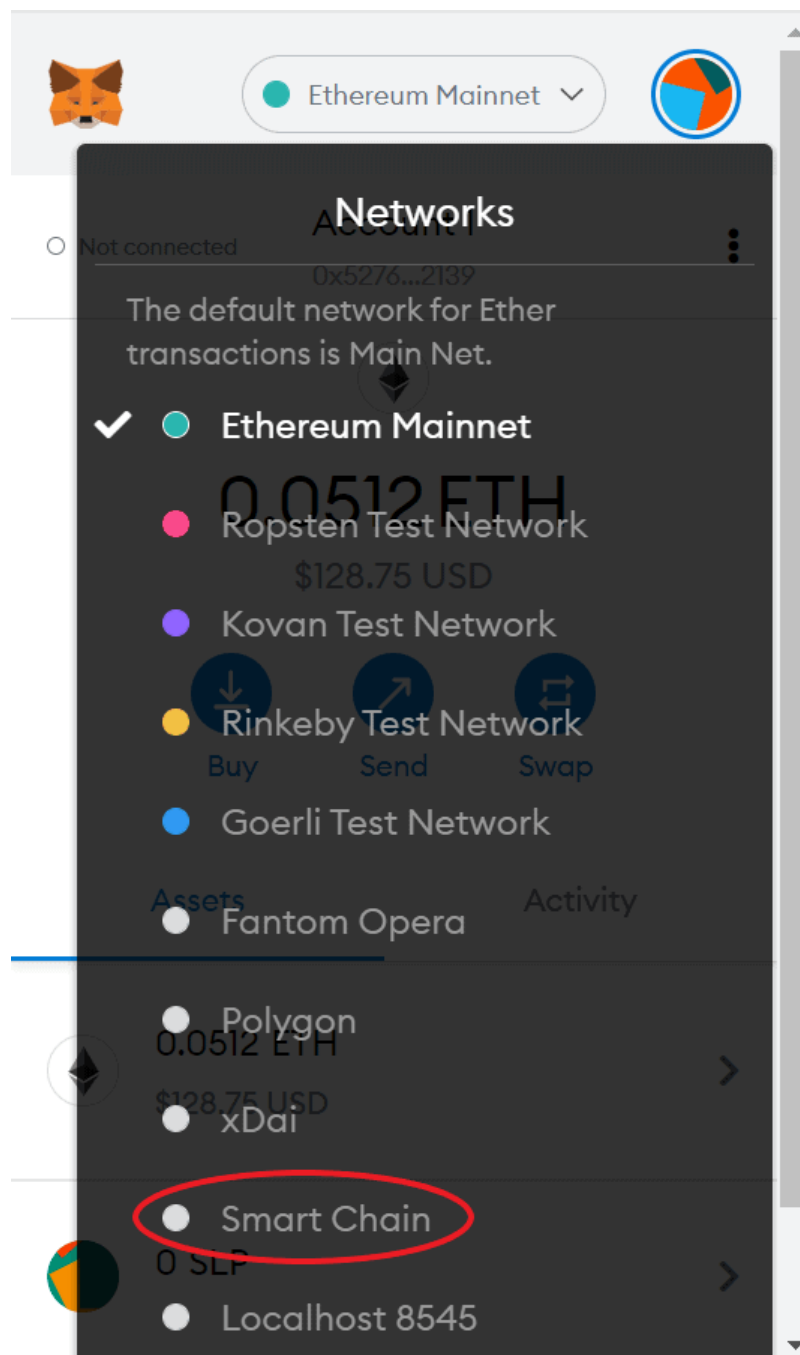 Ethereum Mainnet
Networks
Account 1
Not connected
0x5276...2139
The default network for Ether
transactions is Main Net.
Ethereum Mainnet
0.0512 ETH
Ropsten Test Network
$128.75 USD
Kovan Test Network
Rinkeby Test Network
Buy
Send
Swap
Goerli Test Network
Assets
Activity
Fantom Opera
Polygon
0.0512 ETH
$128.75 USD
xDai
Smart Chain
0 SLP
Localhost 8545